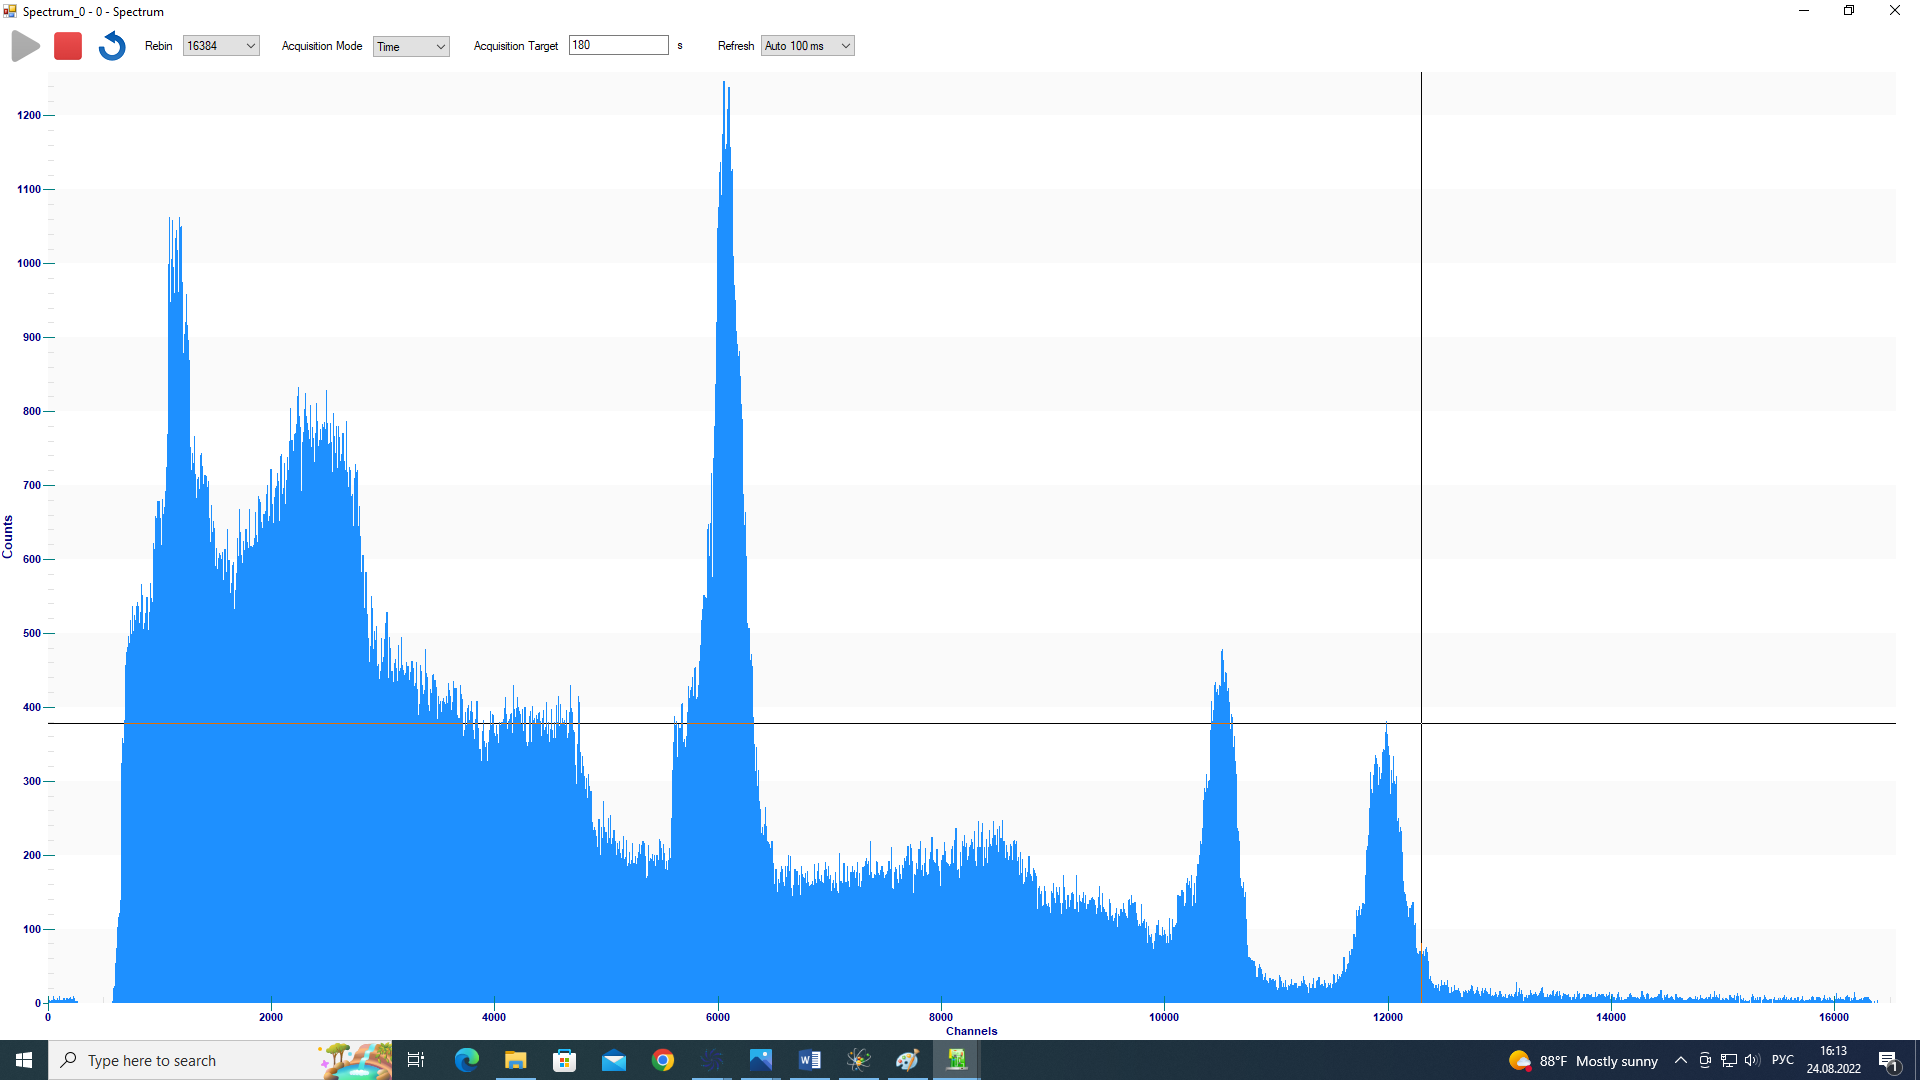 Spectrum_0 - 0 - Spectrum
Rebin 16384 Acquisition Mode Time Acquisition Target 180 s Refresh Auto 100 ms
1200
1100
1000
900
800
700
600
500
400
300
200
100
0
Counts
0 2000 4000 6000 8000 10000 12000 14000 16000
Channels
Type here to search
88°F Mostly sunny
РУС
16:13
24.08.2022
1